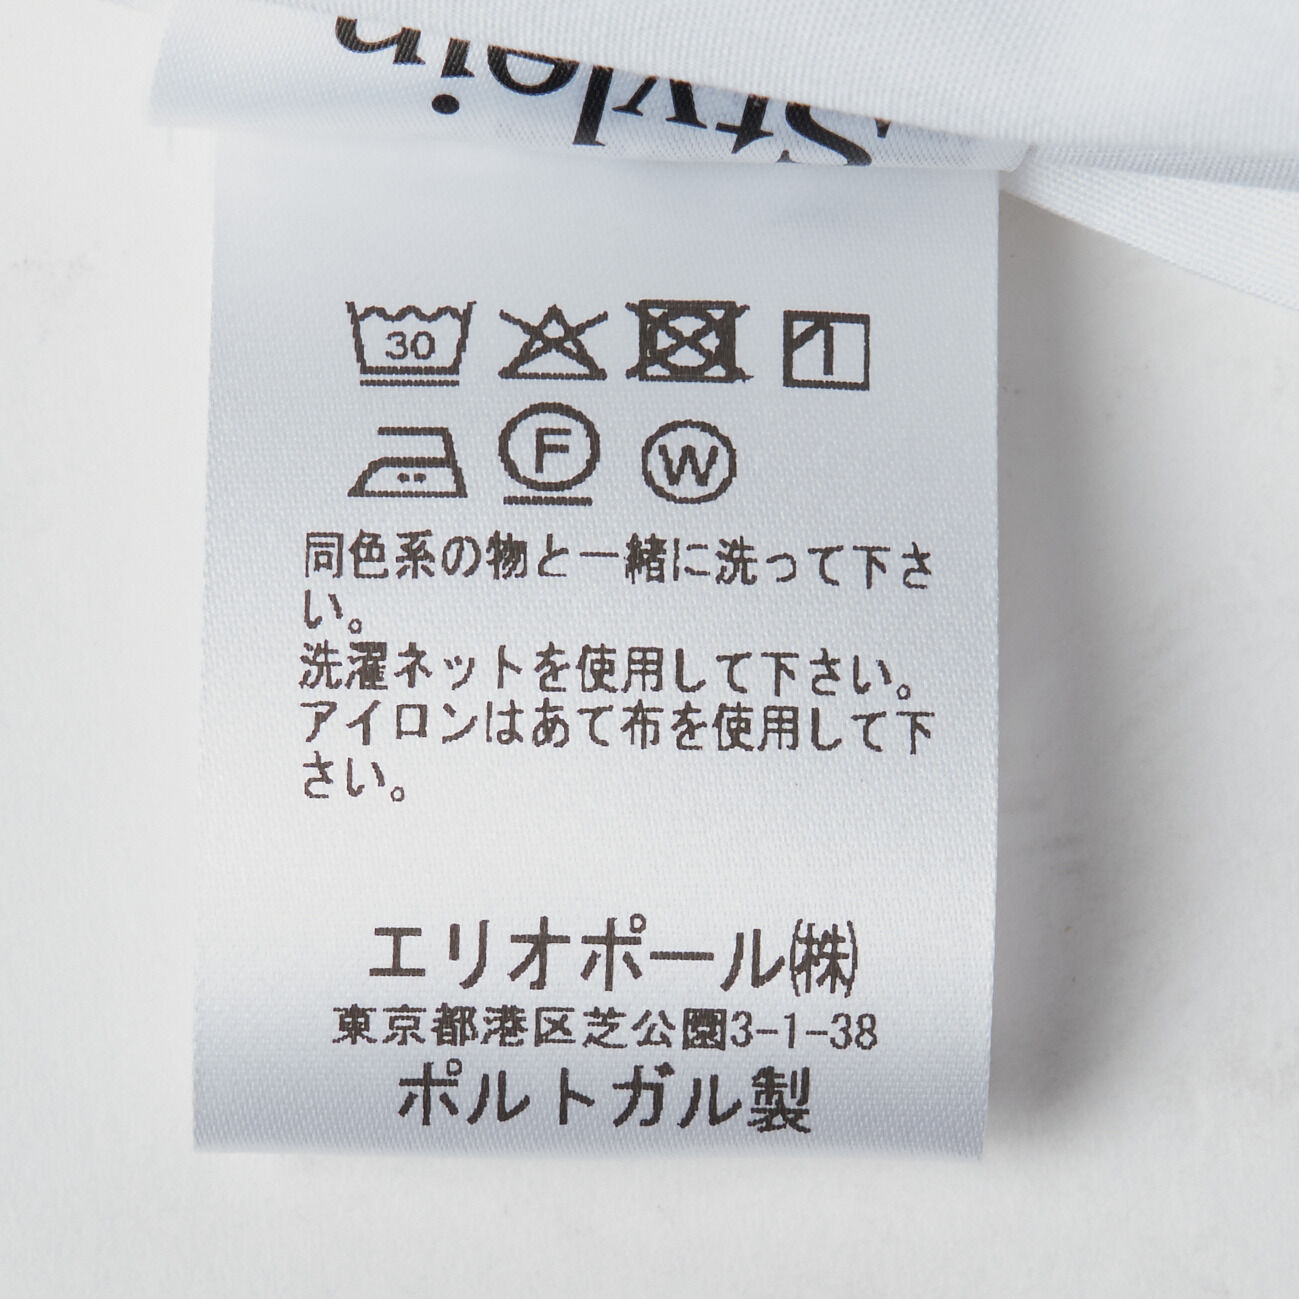 Stylein
30
F W
同色系の物と一緒に洗って下さ
い。
洗濯ネットを使用して下さい。
アイロンはあて布を使用して下
さい。
エリオポール㈱
東京都港区芝公園3-1-38
ポルトガル製